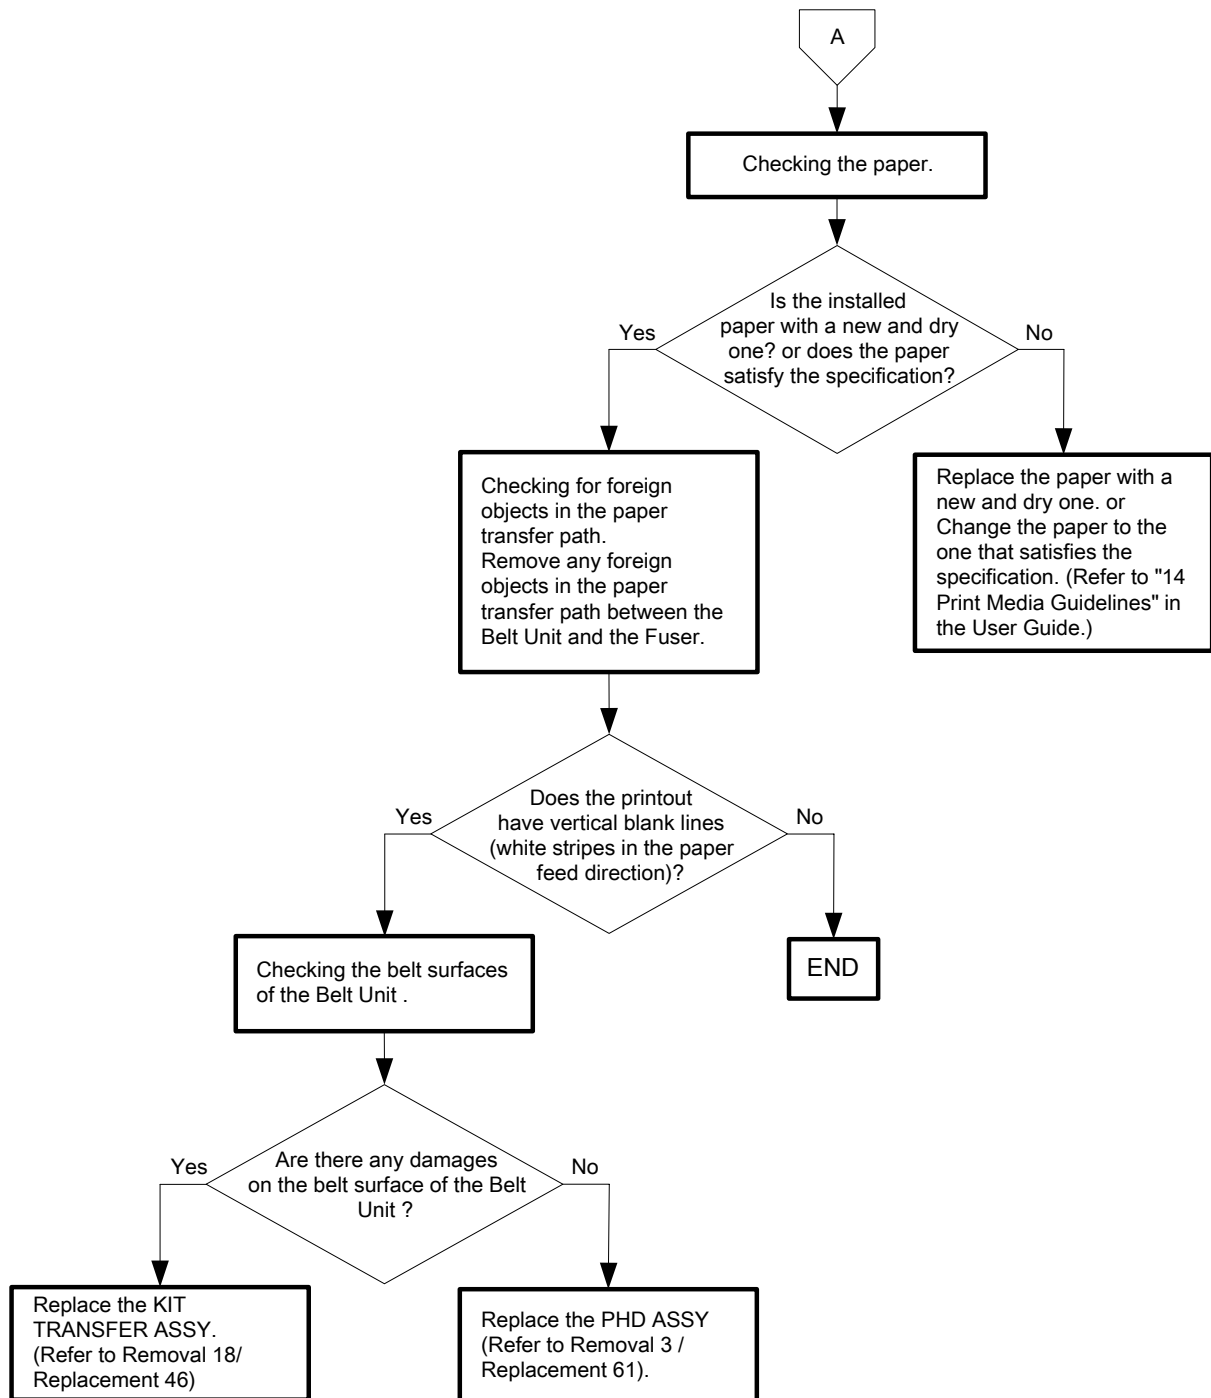 A
Checking the paper.
Is the installed
paper with a new and dry
one? or does the paper
satisfy the specification?
Yes
No
Checking for foreign
objects in the paper
transfer path.
Remove any foreign
objects in the paper
transfer path between the
Belt Unit and the Fuser.
Replace the paper with a
new and dry one. or
Change the paper to the
one that satisfies the
specification. (Refer to "14
Print Media Guidelines" in
the User Guide.)
Does the printout
have vertical blank lines
(white stripes in the paper
feed direction)?
Yes
No
Checking the belt surfaces
of the Belt Unit .
END
Are there any damages
on the belt surface of the Belt
Unit ?
Yes
No
Replace the KIT
TRANSFER ASSY.
(Refer to Removal 18/
Replacement 46)
Replace the PHD ASSY
(Refer to Removal 3 /
Replacement 61).